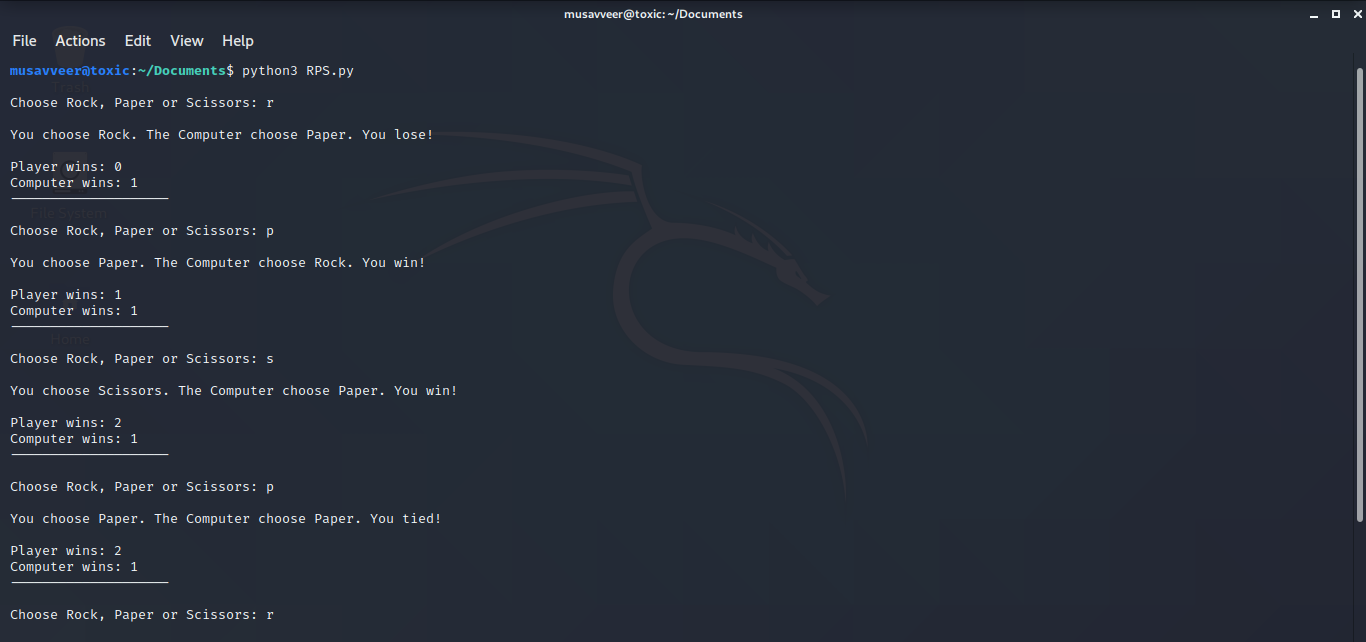 musavveer@toxic: ~/Documents
File Actions Edit View Help
musavveer@toxic:~/Documents$ python3 RPS.py
Choose Rock, Paper or Scissors: r
You choose Rock. The Computer choose Paper. You lose!
Player wins: 0
Computer wins: 1
Choose Rock, Paper or Scissors: p
You choose Paper. The Computer choose Rock. You win!
Player wins: 1
Computer wins: 1
Choose Rock, Paper or Scissors: s
You choose Scissors. The Computer choose Paper. You win!
Player wins: 2
Computer wins: 1
Choose Rock, Paper or Scissors: p
You choose Paper. The Computer choose Paper. You tied!
Player wins: 2
Computer wins: 1
Choose Rock, Paper or Scissors: r
Trash
File System
Home